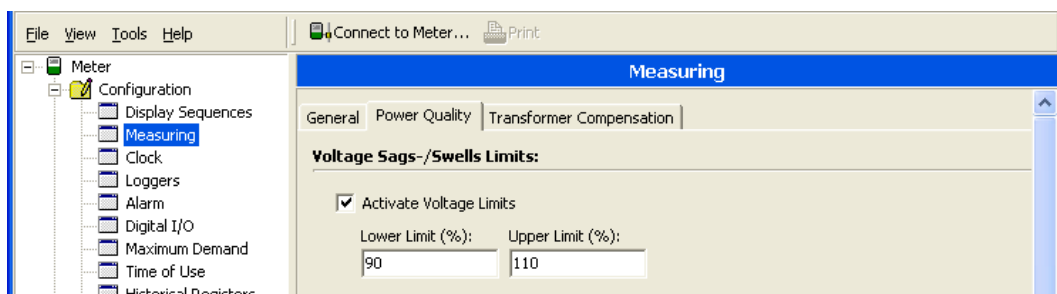 File View Tools Help
Connect to Meter... Print
Meter
Configuration
Display Sequences
Measuring
Clock
Loggers
Alarm
Digital I/O
Maximum Demand
Time of Use
Historical Registers
Measuring
General Power Quality Transformer Compensation
Voltage Sags-/Swells Limits:
Activate Voltage Limits
Lower Limit (%): Upper Limit (%):
90 110